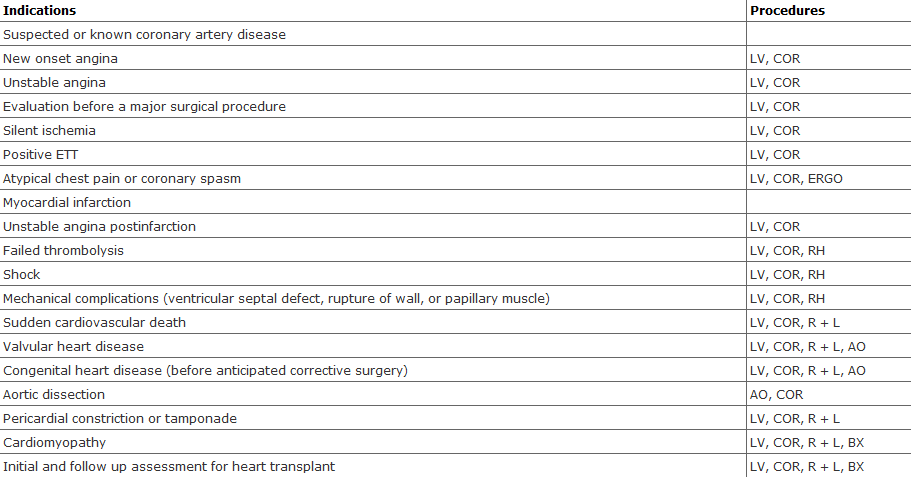 Indications Procedures
Suspected or known coronary artery disease
New onset angina LV, COR
Unstable angina LV, COR
Evaluation before a major surgical procedure LV, COR
Silent ischemia LV, COR
Positive ETT LV, COR
Atypical chest pain or coronary spasm LV, COR, ERGO
Myocardial infarction
Unstable angina postinfarction LV, COR
Failed thrombolysis LV, COR, RH
Shock LV, COR, RH
Mechanical complications (ventricular septal defect, rupture of wall, or papillary muscle) LV, COR, RH
Sudden cardiovascular death LV, COR, R + L
Valvular heart disease LV, COR, R + L, AO
Congenital heart disease (before anticipated corrective surgery) LV, COR, R + L, AO
Aortic dissection AO, COR
Pericardial constriction or tamponade LV, COR, R + L
Cardiomyopathy LV, COR, R + L, BX
Initial and follow up assessment for heart transplant LV, COR, R + L, BX